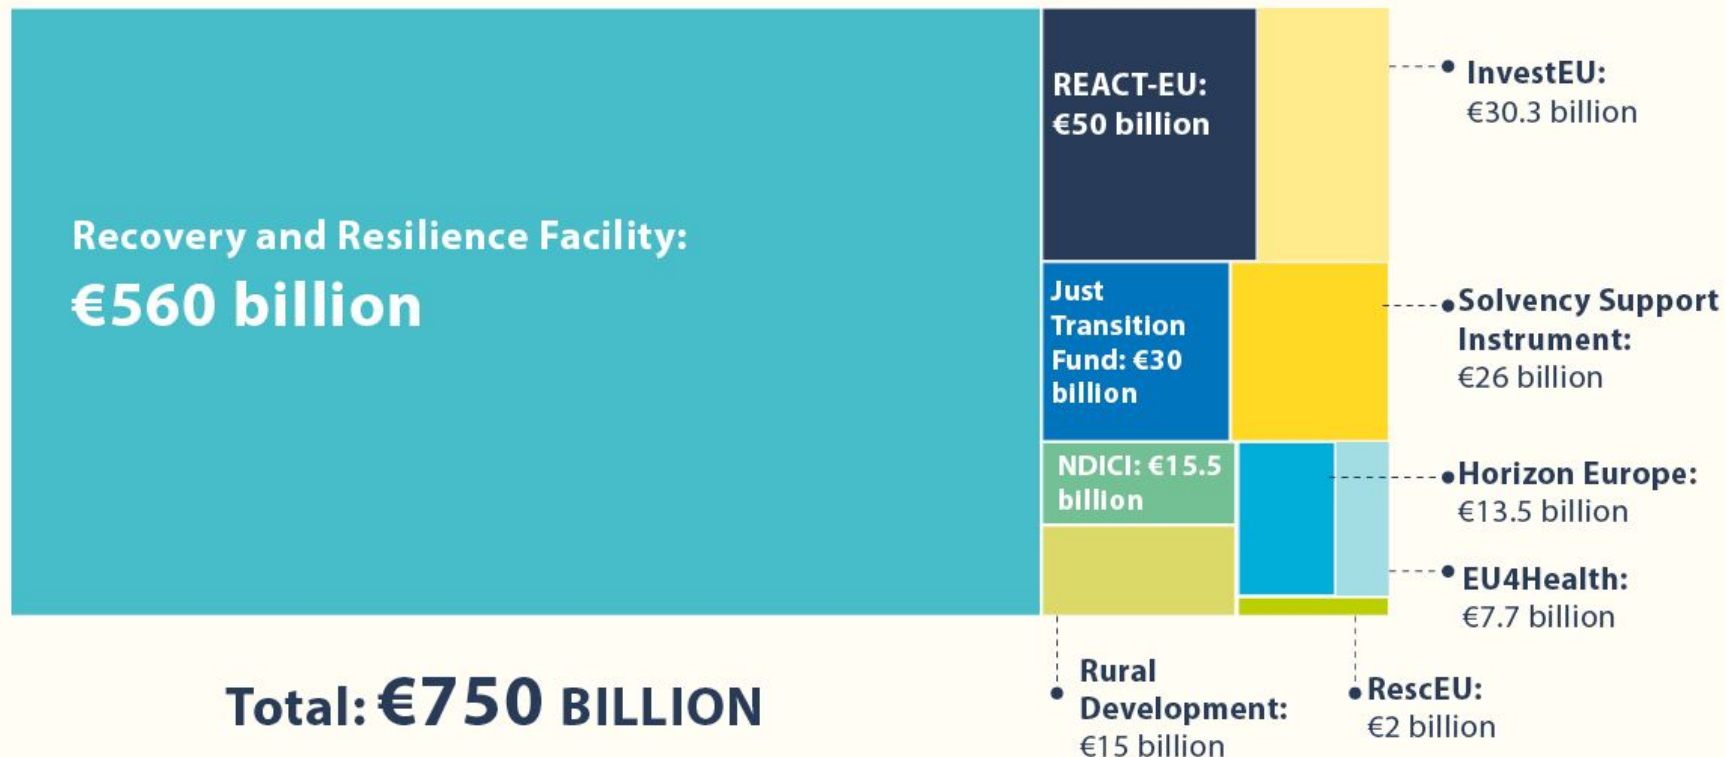 Recovery and Resilience Facility:
€560 billion
REACT-EU:
€50 billion
Just
Transition
Fund: €30
billion
NDICI: €15.5
billion
InvestEU:
€30.3 billion
Solvency Support
Instrument:
€26 billion
Horizon Europe:
€13.5 billion
EU4Health:
€7.7 billion
Rural
Development:
€15 billion
RescEU:
€2 billion
Total: €750 BILLION